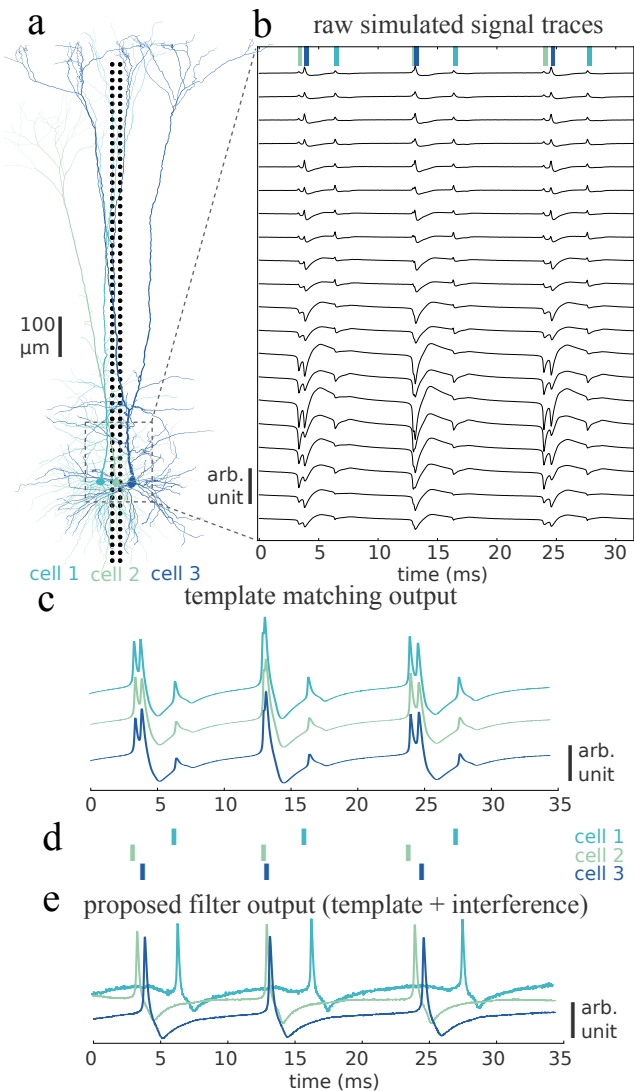 a
b
raw simulated signal traces
100
μm
arb.
unit
0 5 10 15 20 25 30
time (ms)
cell 1 cell 2 cell 3
c
template matching output
arb.
unit
0 5 10 15 20 25 30 35
d
cell 1
cell 2
cell 3
e
proposed filter output (template + interference)
arb.
unit
0 5 10 15 20 25 30 35
time (ms)